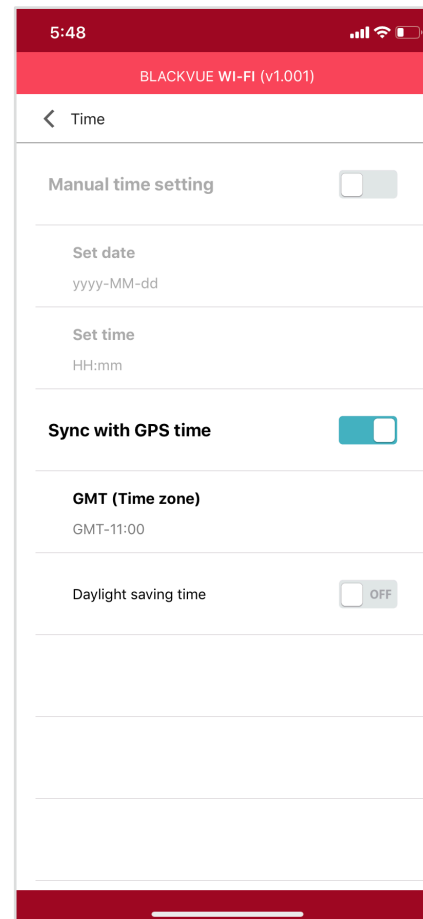 5:48
BLACKVUE WI-FI (v1.001)
Time
Manual time setting
Set date
yyyy-MM-dd
Set time
HH:mm
Sync with GPS time
GMT (Time zone)
GMT-11:00
Daylight saving time OFF